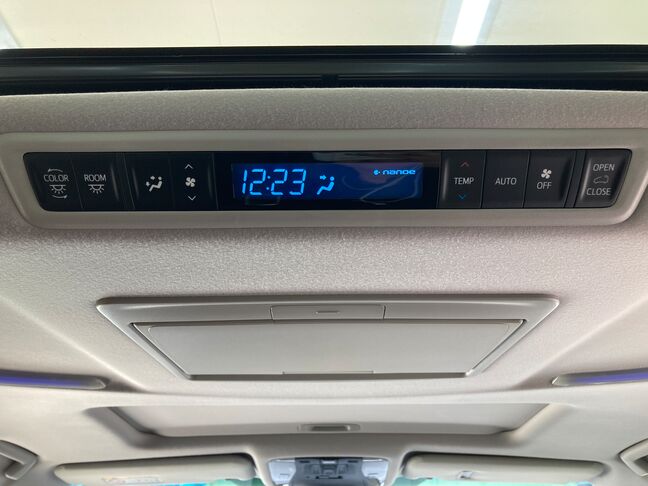 COLOR
ROOM
12:23
nanoe
TEMP
AUTO
OFF
OPEN
CLOSE